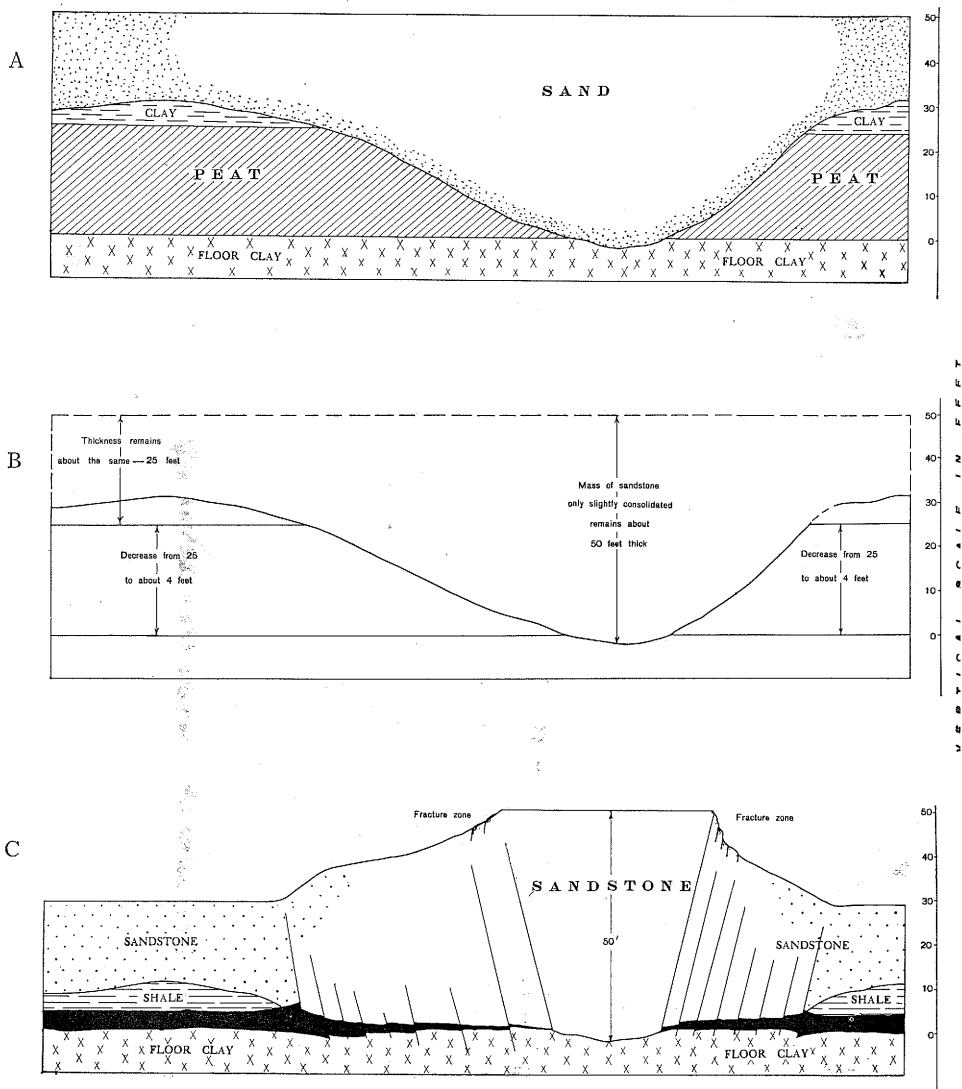 A
SAND
CLAY
CLAY
PEAT
PEAT
FLOOR CLAY
FLOOR CLAY
50
40
30
20
10
0
B
Thickness remains
about the same — 25 feet
Mass of sandstone
only slightly consolidated
remains about
50 feet thick
Decrease from 25
to about 4 feet
Decrease from 25
to about 4 feet
50
40
30
20
10
0
VERTICAL SCALE IN FEET
C
Fracture zone
Fracture zone
SANDSTONE
50'
SANDSTONE
SANDSTONE
SHALE
SHALE
FLOOR CLAY
FLOOR CLAY
50
40
30
20
10
0